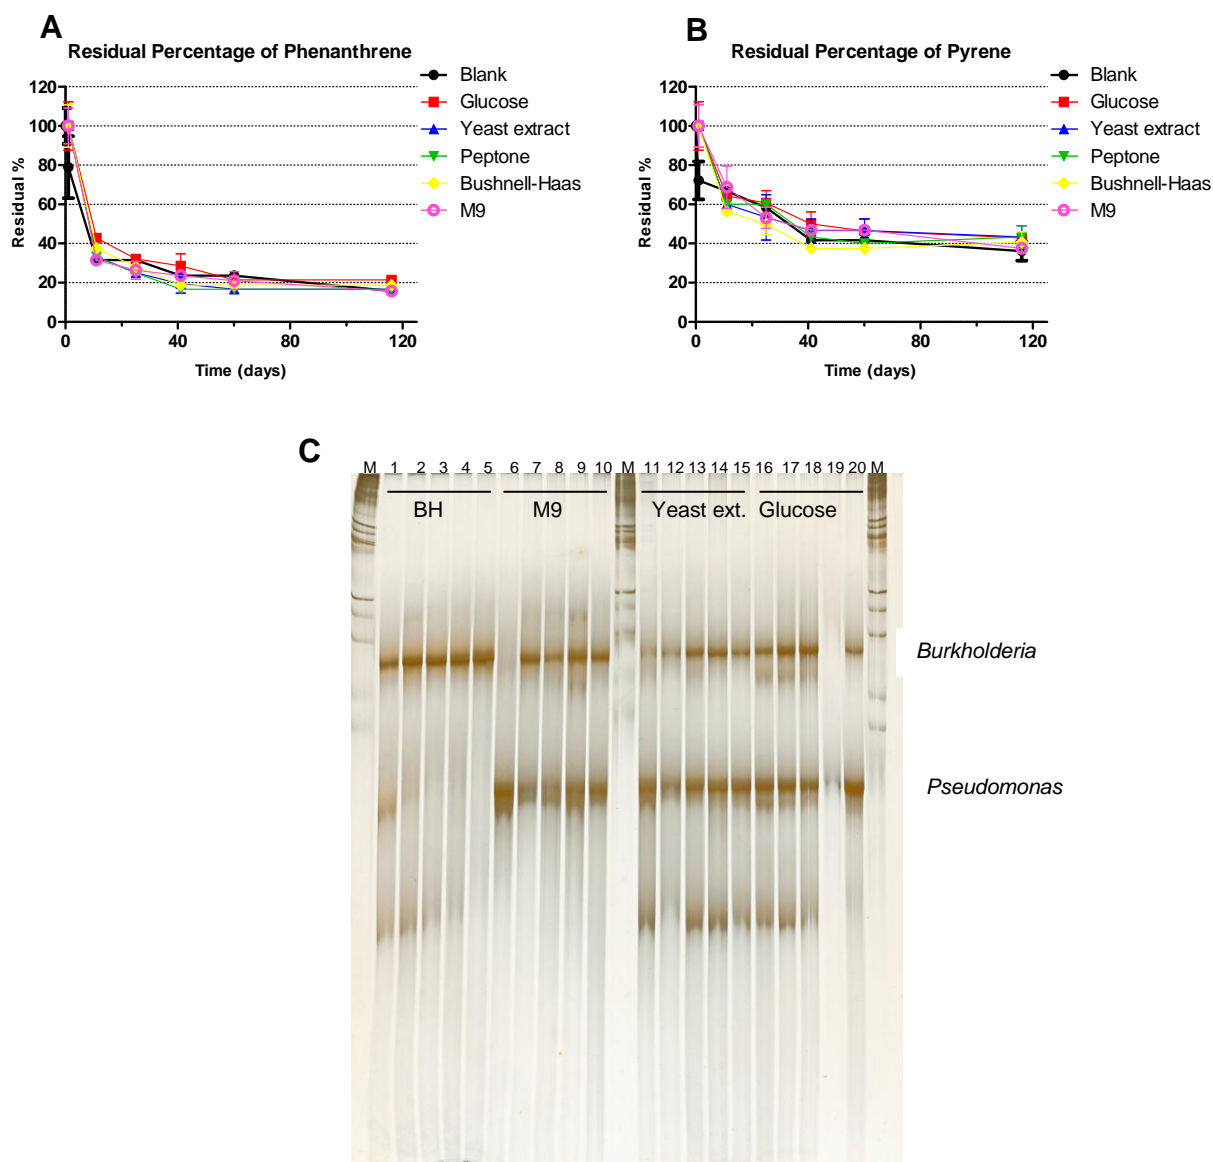 A
Residual Percentage of Phenanthrene
120
100
80
60
40
20
0
Residual %
0 40 80 120
Time (days)
Blank
Glucose
Yeast extract
Peptone
Bushnell-Haas
M9
B
Residual Percentage of Pyrene
120
100
80
60
40
20
0
Residual %
0 40 80 120
Time (days)
Blank
Glucose
Yeast extract
Peptone
Bushnell-Haas
M9
C
M 1 2 3 4 5 6 7 8 9 10 M 11 12 13 14 15 16 17 18 19 20 M
BH M9 Yeast ext. Glucose
Burkholderia
Pseudomonas